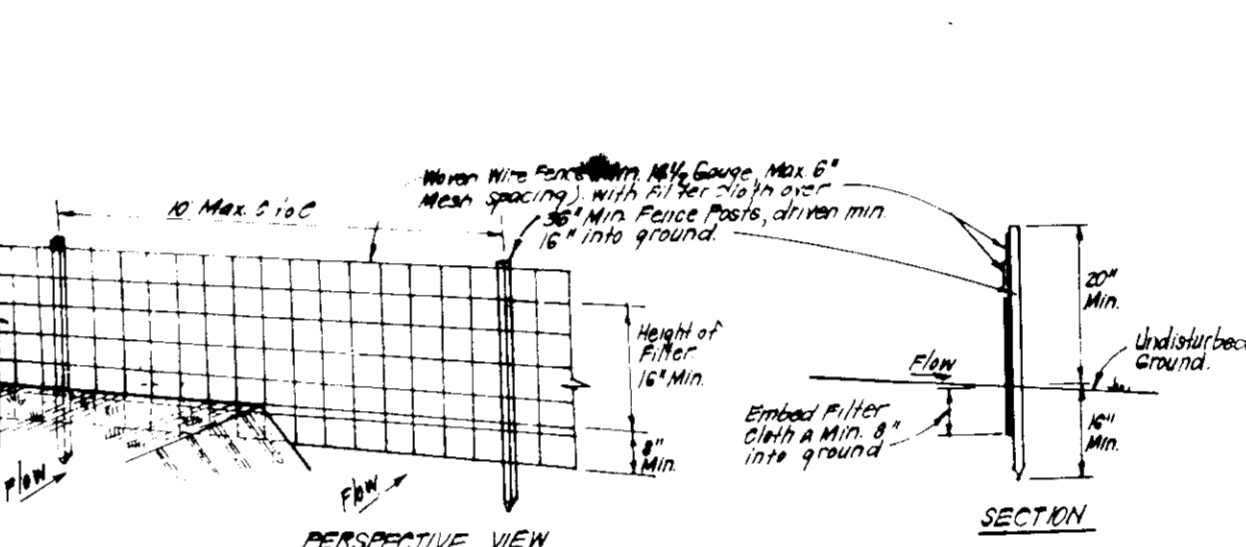 Woven Wire Fence Min. 14½ Gauge, Max. 6"
Mesh Spacing) with Filter Cloth over
36" Min. Fence Posts, driven min.
16" into ground.
10' Max. C to C
Height of
Filter
16" Min.
8"
Min.
Flow
Flow
PERSPECTIVE VIEW
20"
Min.
Undisturbed
Ground.
Flow
Embed Filter
Cloth A Min. 8"
into ground
16"
Min.
SECTION